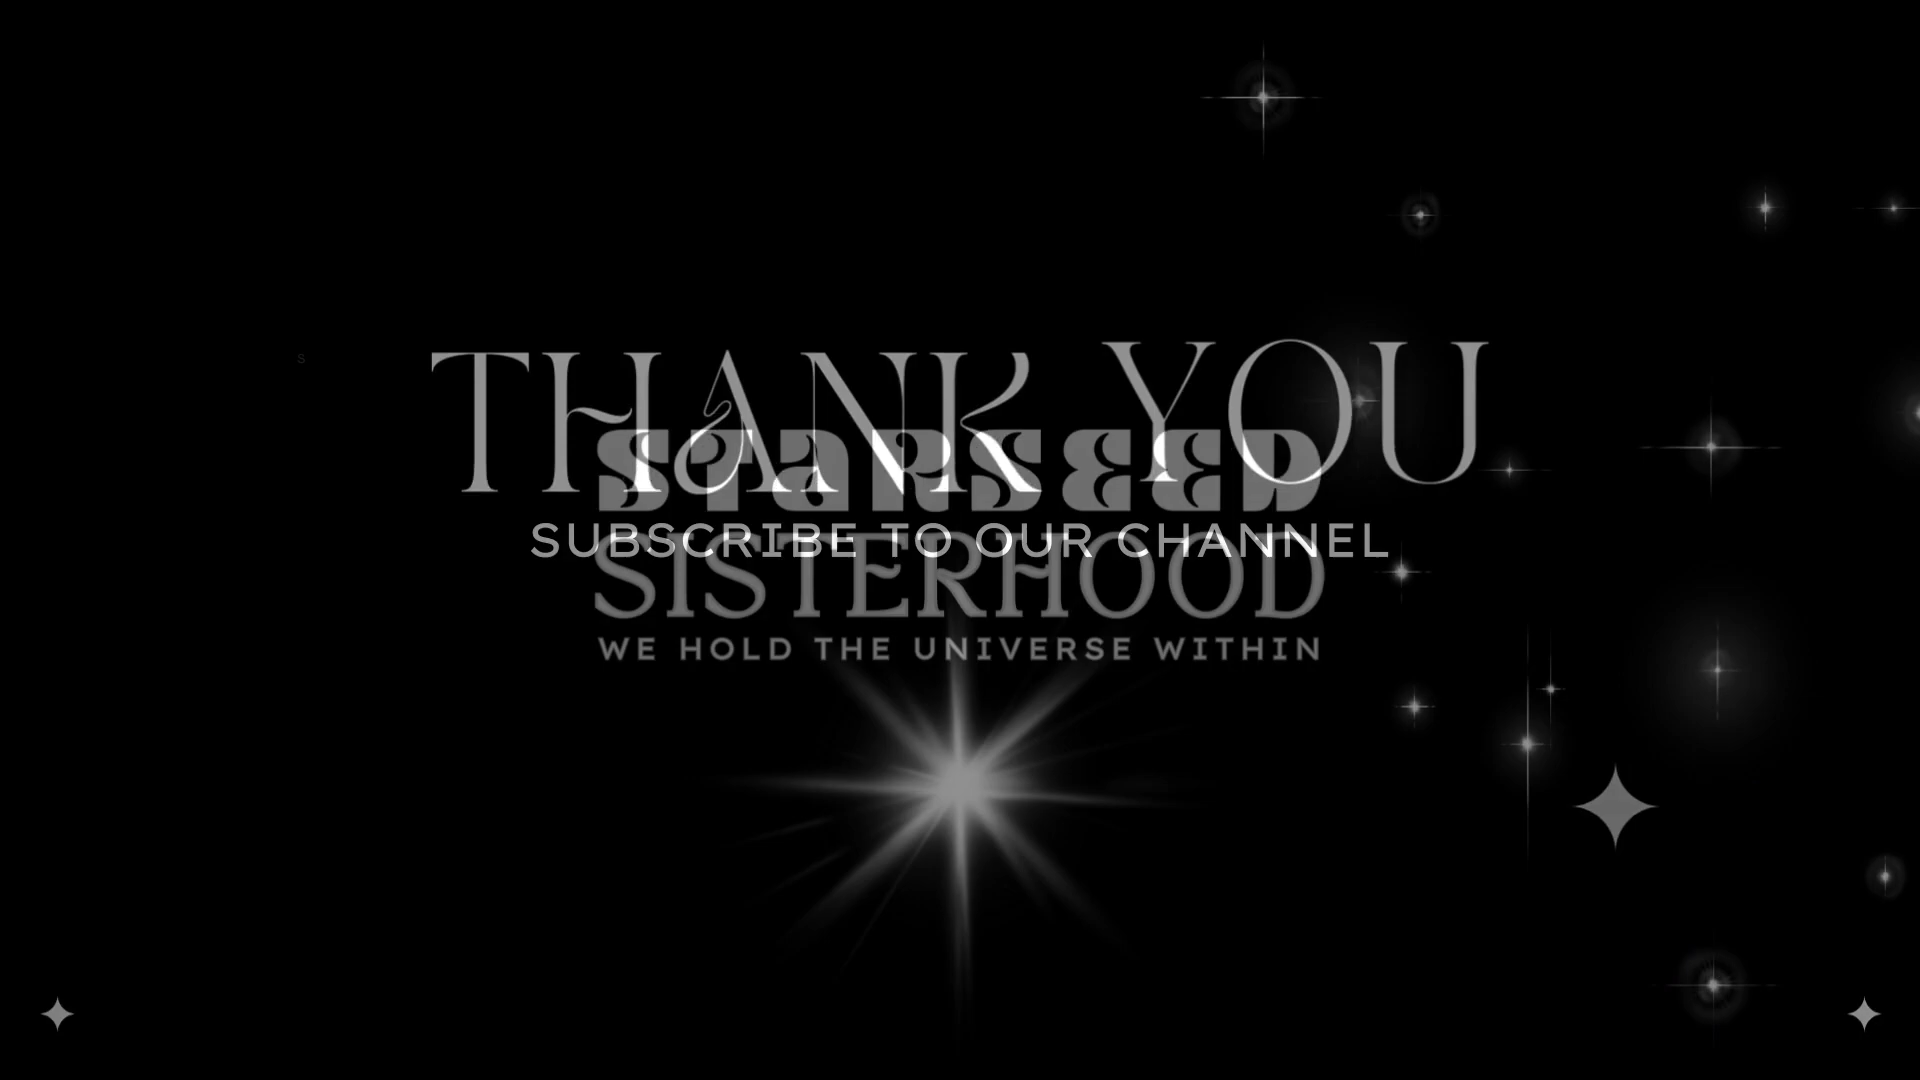 THANK YOU
STARSEED
SUBSCRIBE TO OUR CHANNEL
SISTERHOOD
WE HOLD THE UNIVERSE WITHIN
S